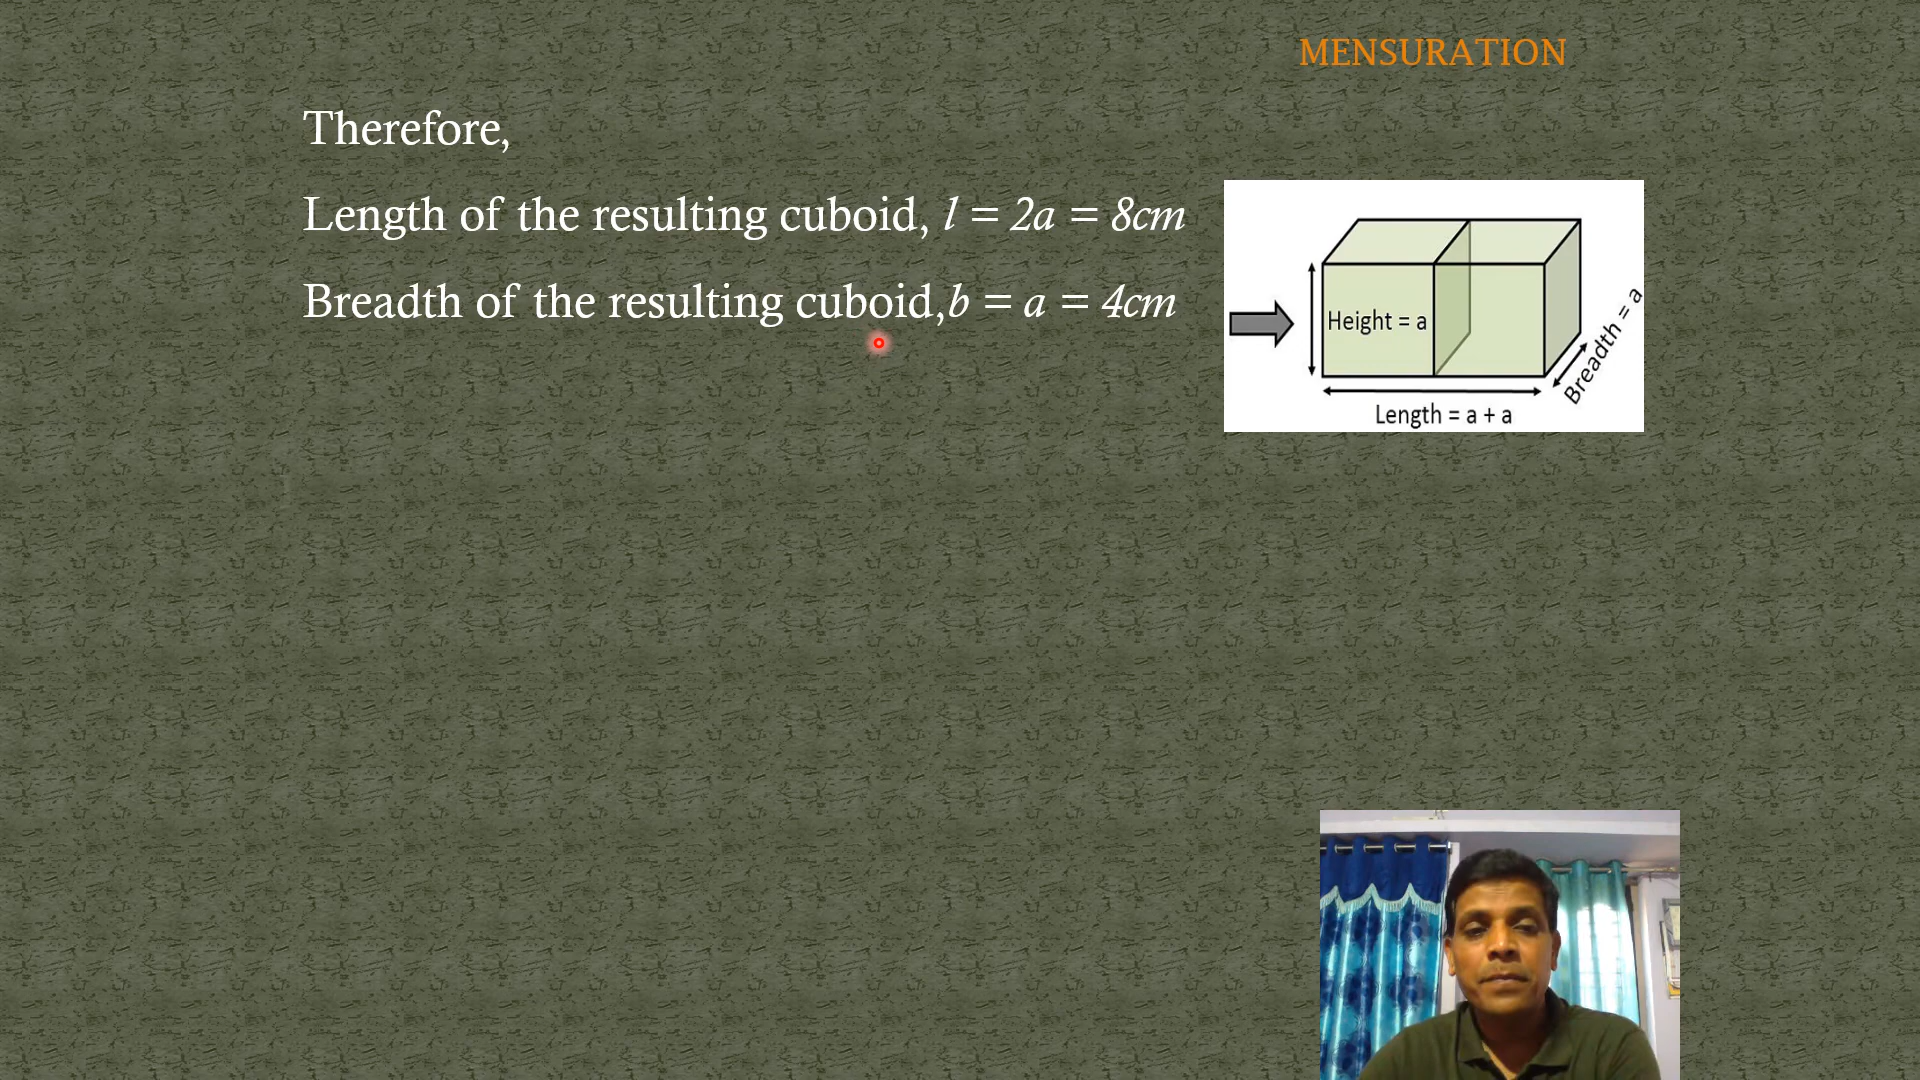 MENSURATION
Therefore,
Length of the resulting cuboid, l = 2a = 8cm
Breadth of the resulting cuboid,b = a = 4cm
Height = a
Breadth = a
Length = a + a